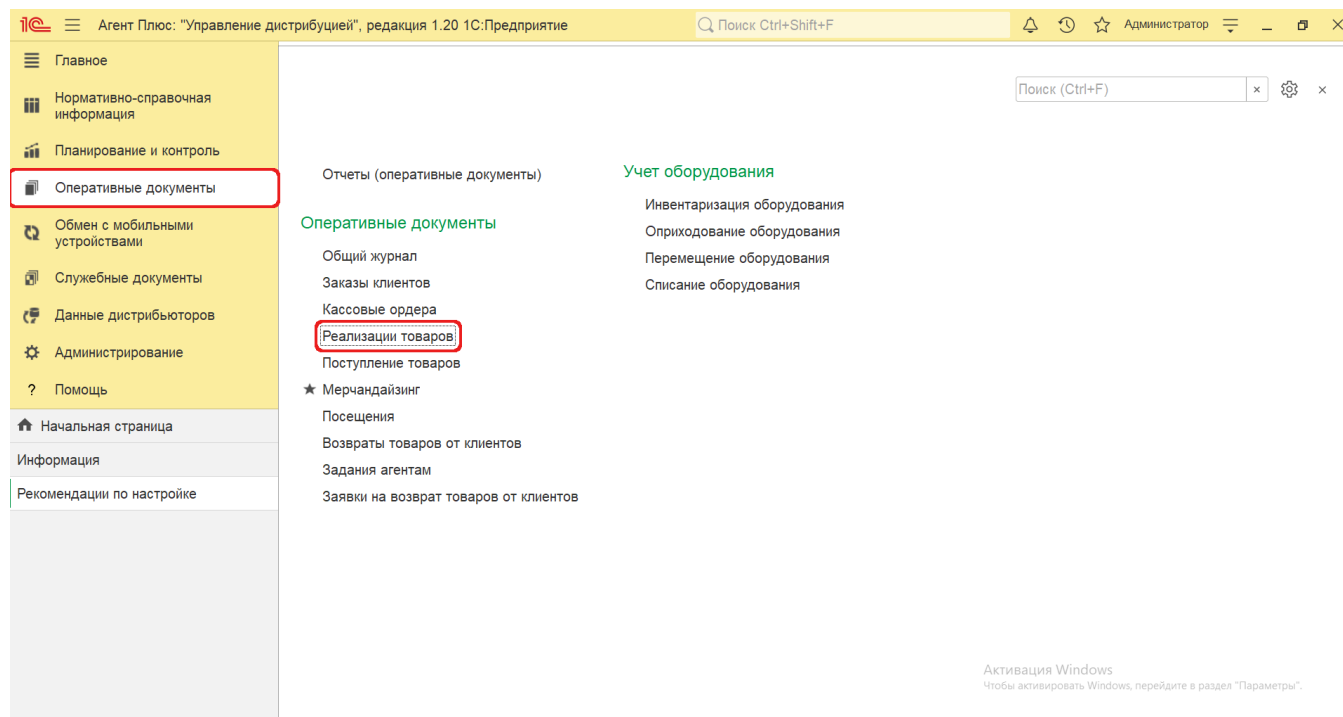 1С Агент Плюс: "Управление дистрибуцией", редакция 1.20 1С:Предприятие
Поиск Ctrl+Shift+F
Администратор
Главное
Нормативно-справочная
информация
Планирование и контроль
Оперативные документы
Обмен с мобильными
устройствами
Служебные документы
Данные дистрибьюторов
Администрирование
? Помощь
Начальная страница
Информация
Рекомендации по настройке
Поиск (Ctrl+F)
Отчеты (оперативные документы)
Оперативные документы
Общий журнал
Заказы клиентов
Кассовые ордера
Реализации товаров
Поступление товаров
Мерчандайзинг
Посещения
Возвраты товаров от клиентов
Задания агентам
Заявки на возврат товаров от клиентов
Учет оборудования
Инвентаризация оборудования
Оприходование оборудования
Перемещение оборудования
Списание оборудования
Активация Windows
Чтобы активировать Windows, перейдите в раздел "Параметры".